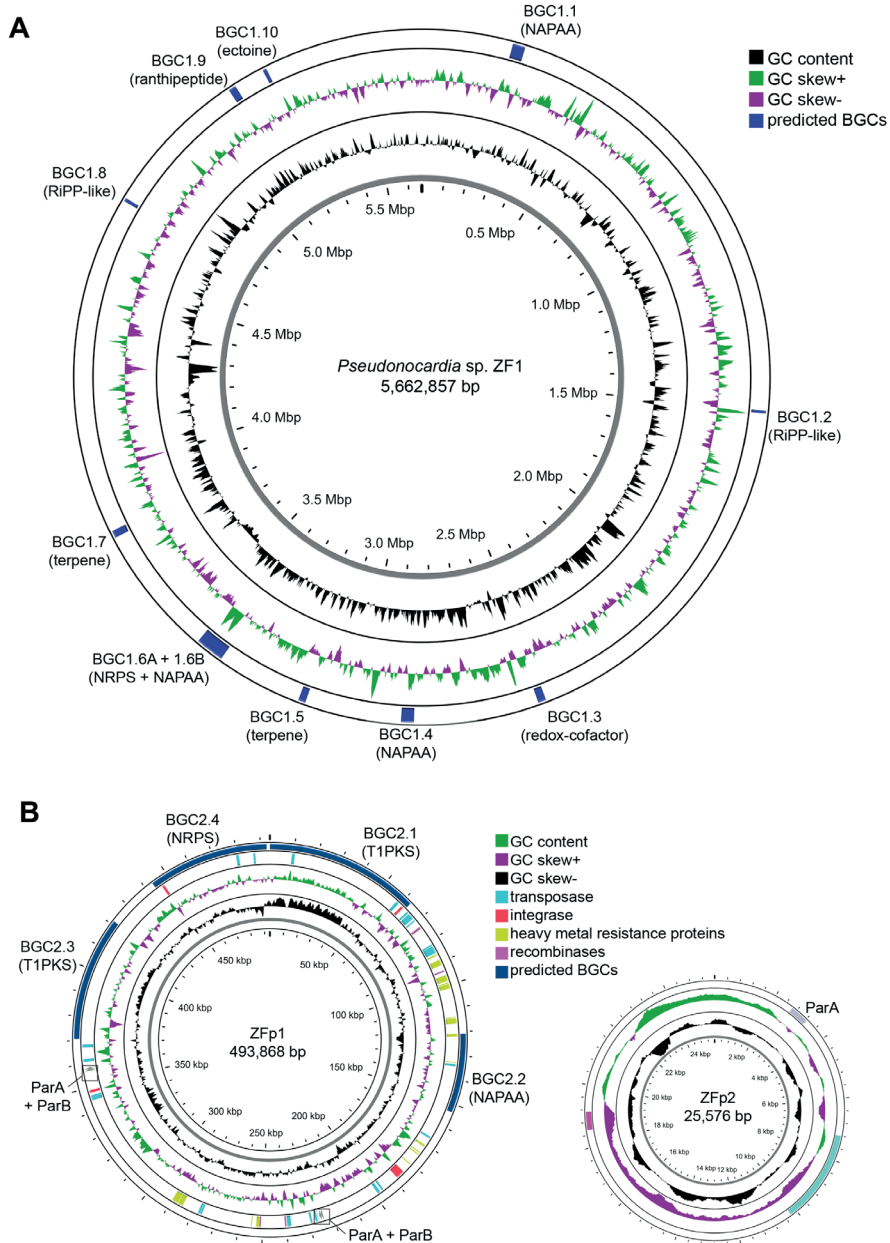 A
BGC1.1
(NAPAA)
BGC1.10
(ectoine)
BGC1.9
(ranthipeptide)
BGC1.8
(RiPP-like)
GC content
GC skew+
GC skew-
predicted BGCs
5.5 Mbp
0.5 Mbp
5.0 Mbp
1.0 Mbp
4.5 Mbp
Pseudonocardia sp. ZF1
5,662,857 bp
1.5 Mbp
4.0 Mbp
2.0 Mbp
3.5 Mbp
2.5 Mbp
3.0 Mbp
BGC1.2
(RiPP-like)
BGC1.7
(terpene)
BGC1.6A + 1.6B
(NRPS + NAPAA)
BGC1.5
(terpene)
BGC1.4
(NAPAA)
BGC1.3
(redox-cofactor)
B
BGC2.4
(NRPS)
BGC2.1
(T1PKS)
BGC2.3
(T1PKS)
BGC2.2
(NAPAA)
ParA
+ ParB
ParA + ParB
450 kbp
50 kbp
400 kbp
100 kbp
ZFp1
493,868 bp
350 kbp
150 kbp
300 kbp
200 kbp
250 kbp
GC content
GC skew+
GC skew-
transposase
integrase
heavy metal resistance proteins
recombinases
predicted BGCs
ParA
24 kbp
2 kbp
22 kbp
4 kbp
20 kbp
6 kbp
ZFp2
25,576 bp
18 kbp
8 kbp
16 kbp
10 kbp
14 kbp
12 kbp